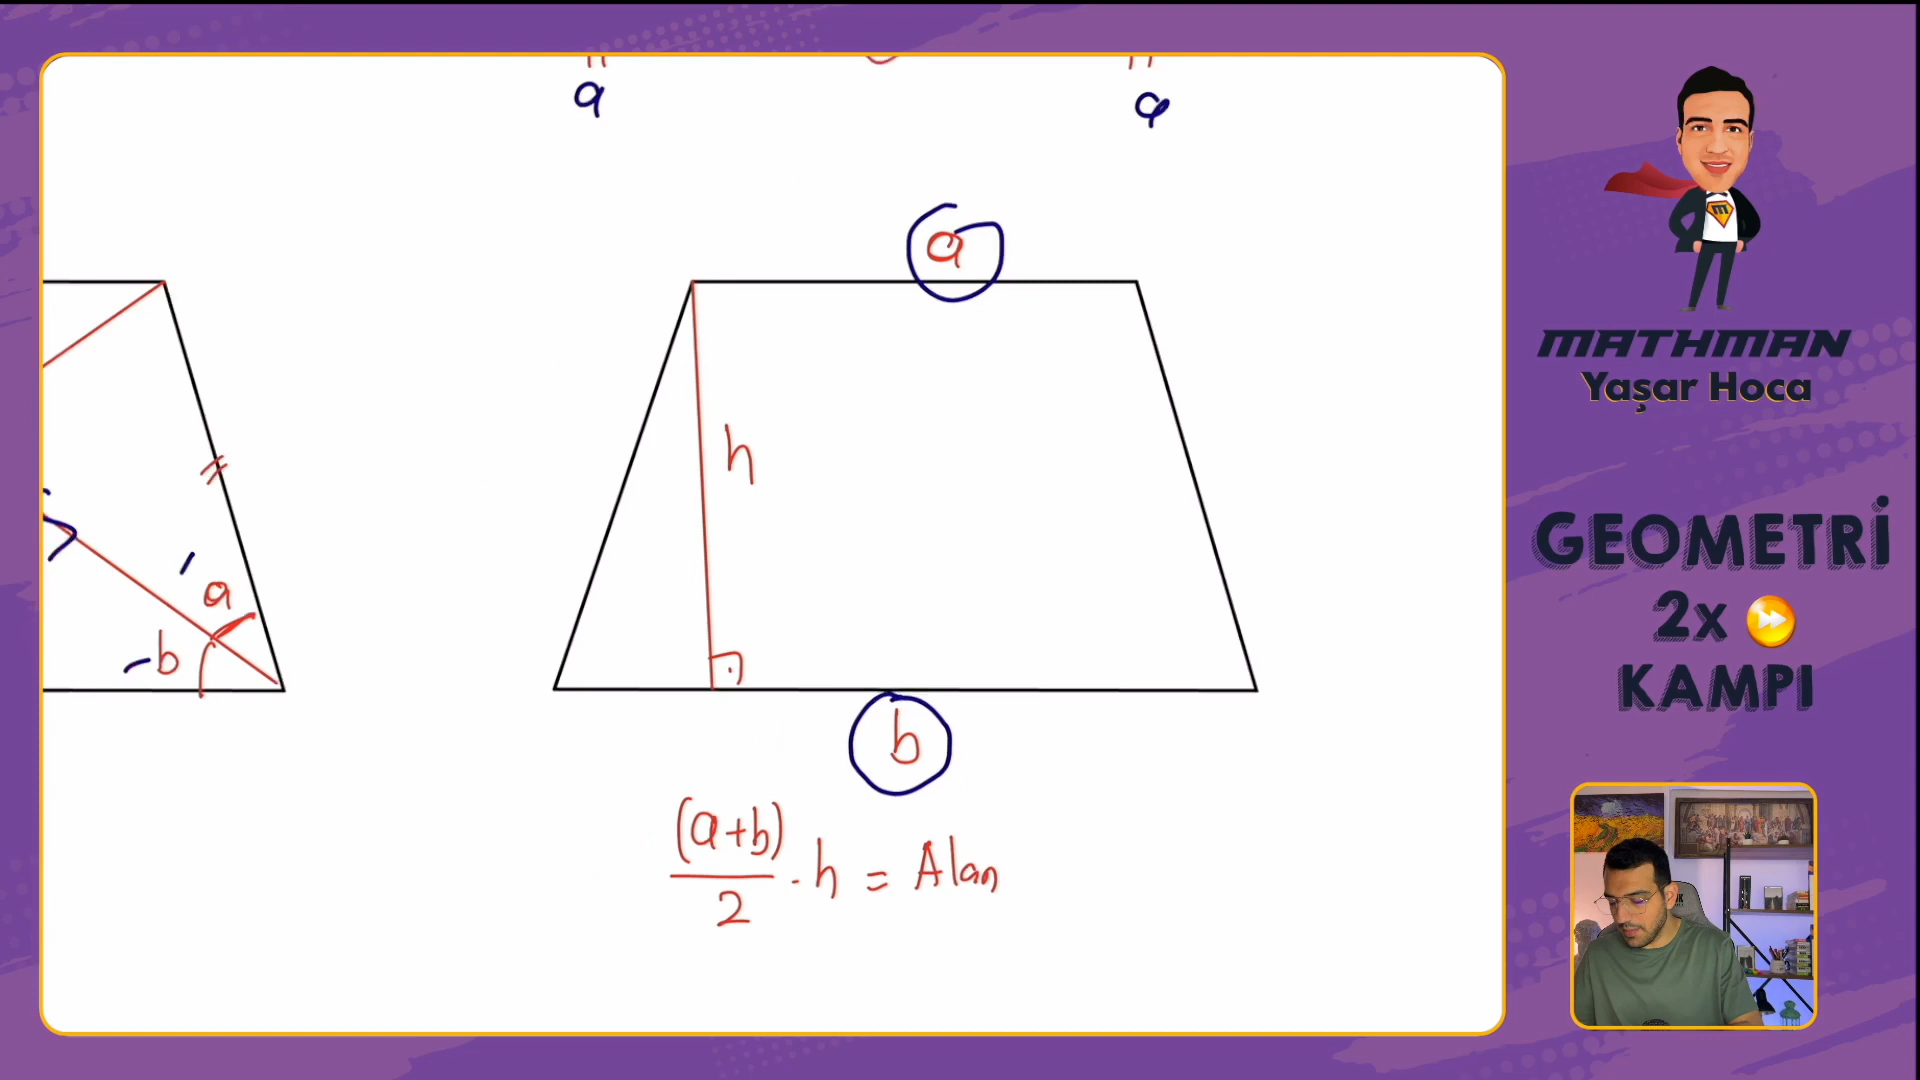 a
a
a
h
a
b
b
(a+b)
2
. h = Alan
MATHMAN
Yaşar Hoca
GEOMETRİ
2x
KAMPI